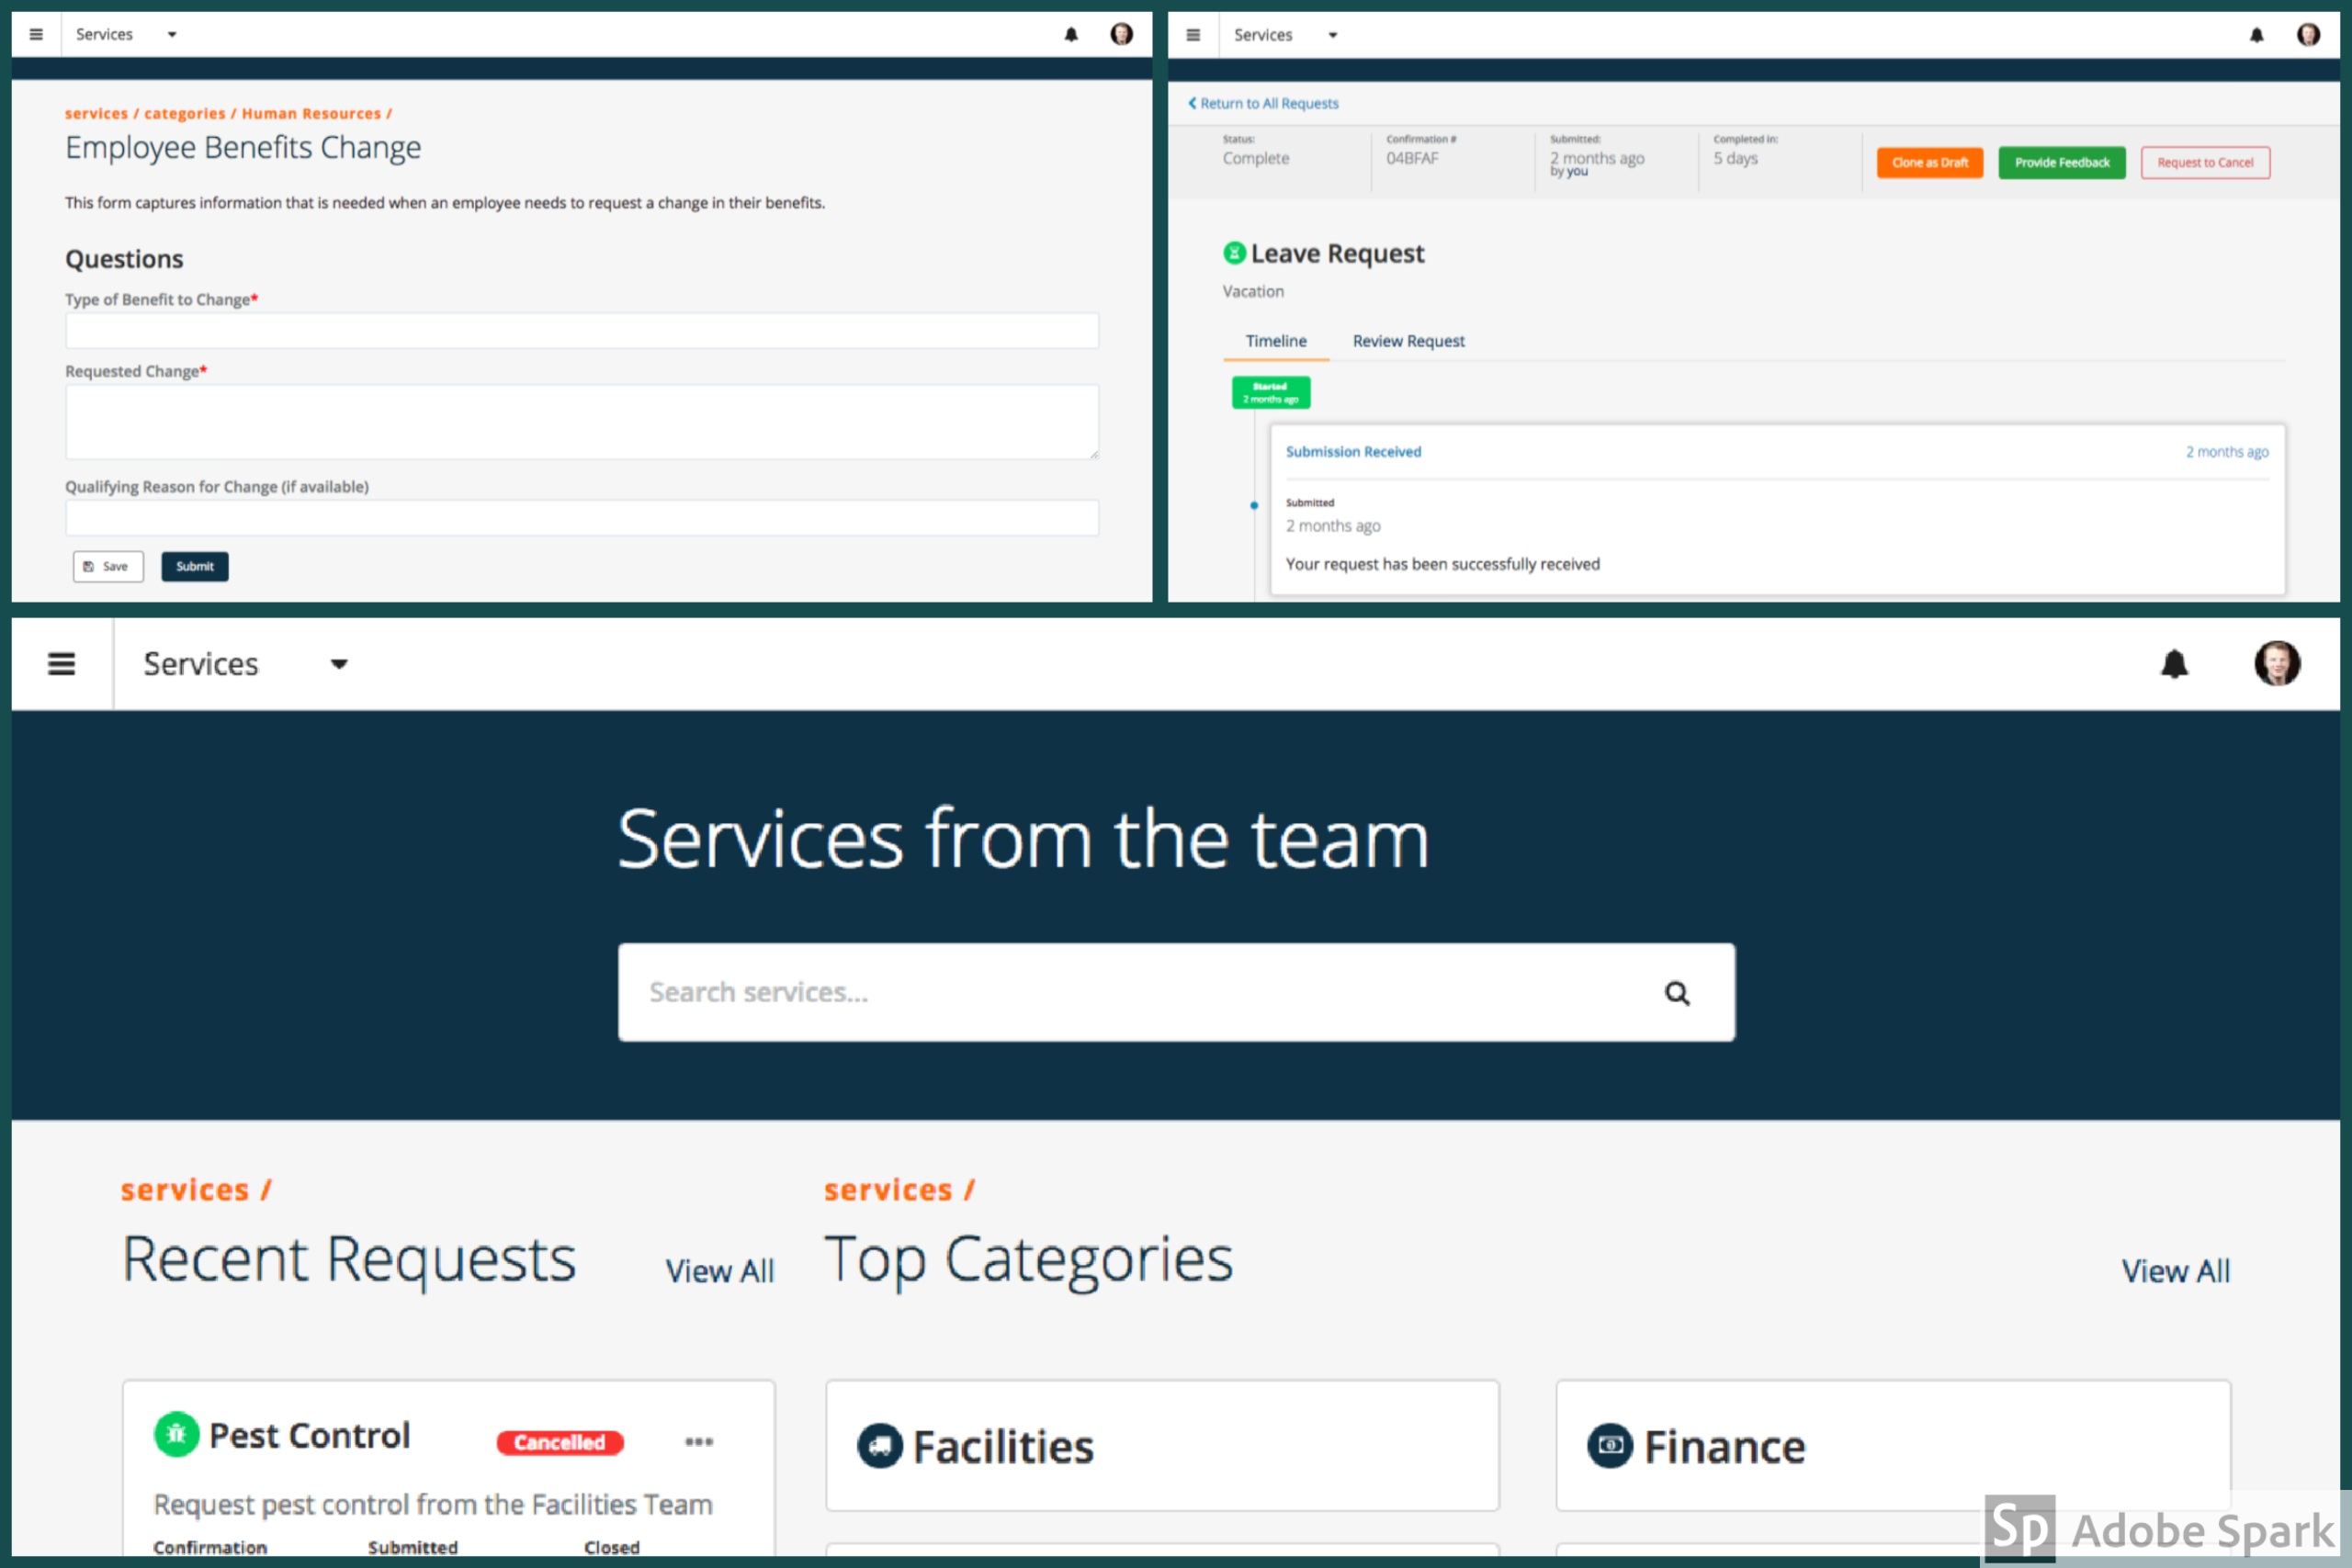 Services
services / categories / Human Resources /
Employee Benefits Change
This form captures information that is needed when an employee needs to request a change in their benefits.
Questions
Type of Benefit to Change*
Requested Change*
Qualifying Reason for Change (if available)
Save Submit
Services
Return to All Requests
Status: Confirmation # Submitted: Completed in:
Complete 04BFAF 2 months ago 5 days
by you
Clone as Draft Provide Feedback Request to Cancel
Leave Request
Vacation
Timeline Review Request
Started
2 months ago
Submission Received 2 months ago
Submitted
2 months ago
Your request has been successfully received
Services
Services from the team
Search services...
services /
Recent Requests View All
Pest Control Cancelled
Request pest control from the Facilities Team
Confirmation Submitted Closed
services /
Top Categories View All
Facilities
Finance
Sp Adobe Spark